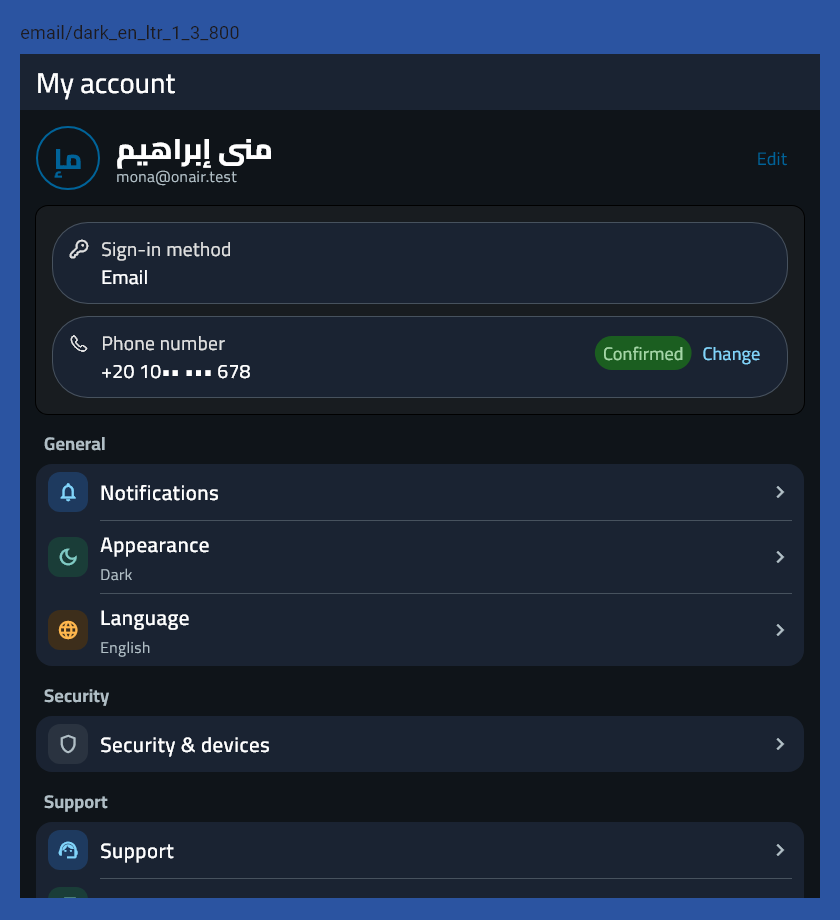 email/dark_en_ltr_1_3_800
My account
مإ
منى إبراهيم
mona@onair.test
Edit
Sign-in method
Email
Phone number
+20 10•• ••• 678
Confirmed
Change
General
Notifications
Appearance
Dark
Language
English
Security
Security & devices
Support
Support